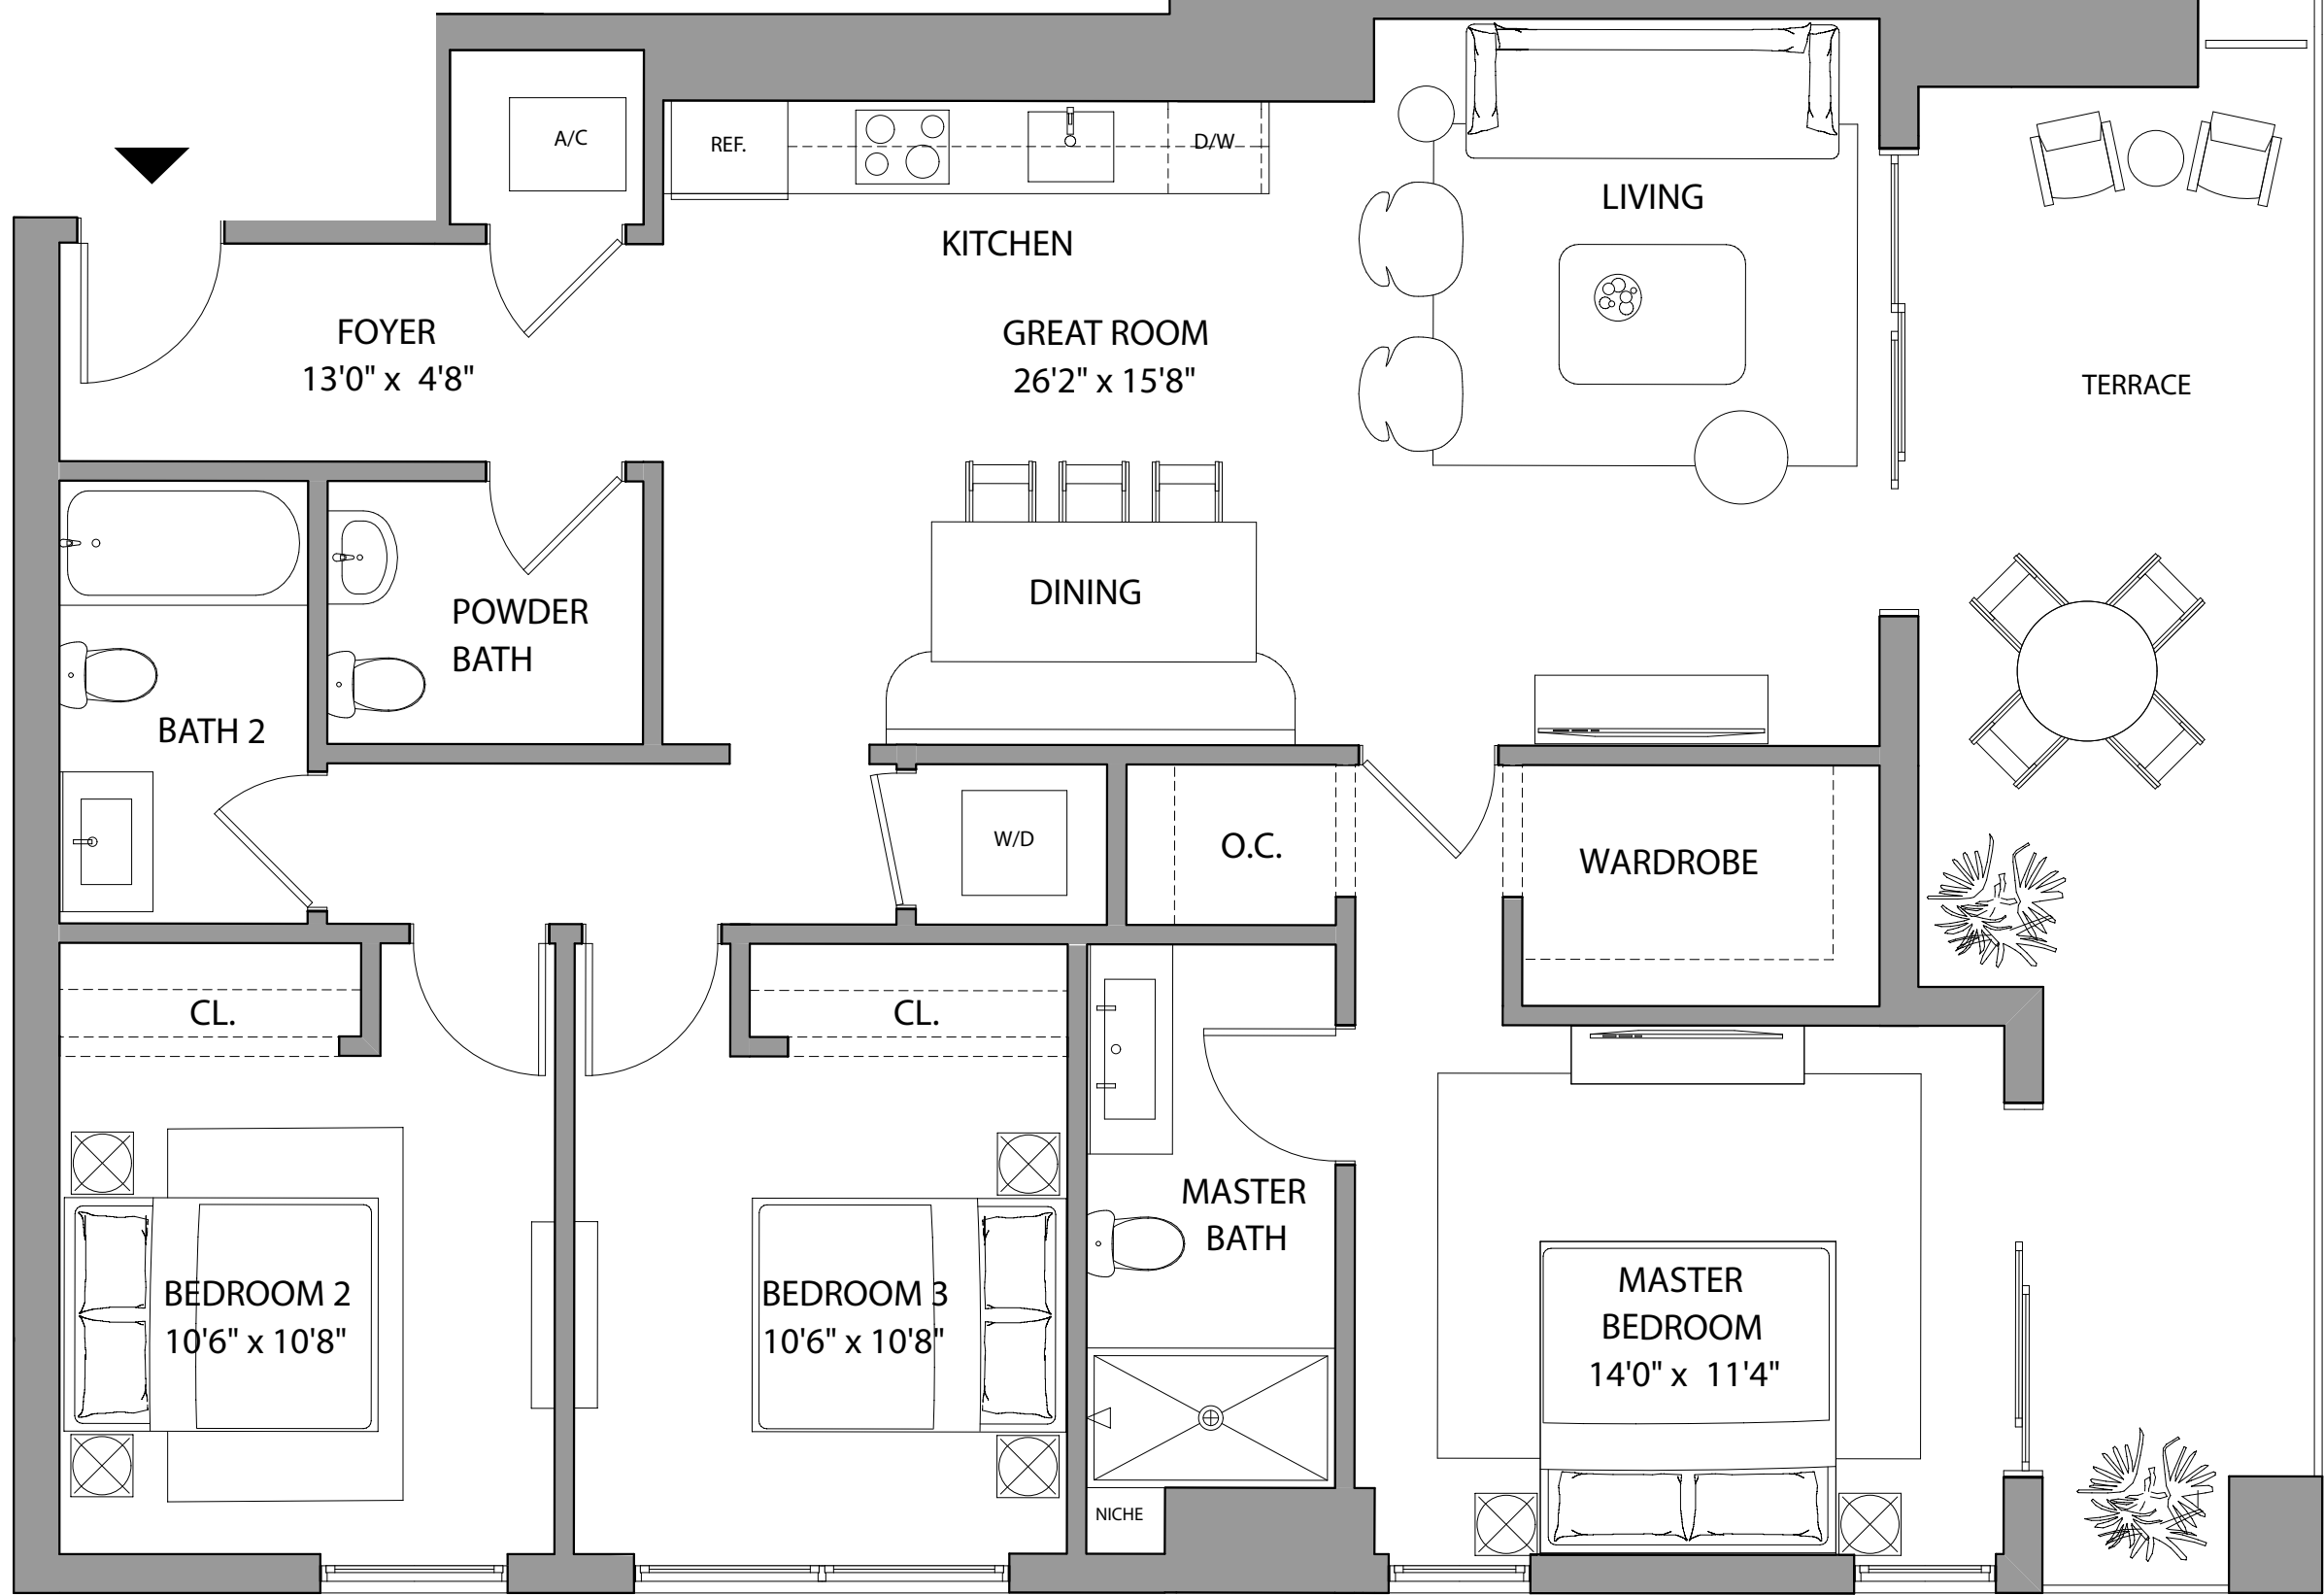 A/C
REF.
D/W
LIVING
KITCHEN
FOYER
13'0" x 4'8"
GREAT ROOM
26'2" x 15'8"
TERRACE
DINING
POWDER
BATH
BATH 2
W/D
O.C.
WARDROBE
CL.
CL.
MASTER
BATH
BEDROOM 2
10'6" x 10'8"
BEDROOM 3
10'6" x 10'8"
MASTER
BEDROOM
14'0" x 11'4"
NICHE